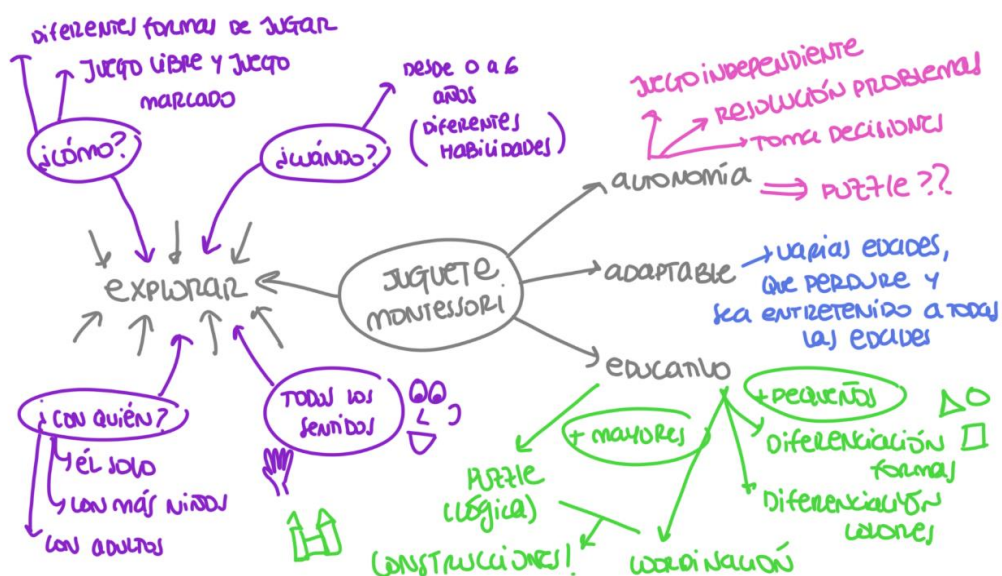 Diferentes formas de jugar
Juego libre y juego
marcado
¿Cómo?
Desde 0 a 6
años
(Diferentes
habilidades)
¿Cuándo?
explorar
¿Con quién?
él solo
con más niños
con adultos
Todos los
sentidos
Juguete
Montessori
autonomía
Juego independiente
Resolución problemas
Toma decisiones
Puzzle??
adaptable
varias edades,
que perdure y
sea entretenido a todas
las edades
educativo
+ mayores
Puzzle
(Lógica)
Construcciones!
coordinación
+ pequeños
Diferenciación
formas
Diferenciación
colores